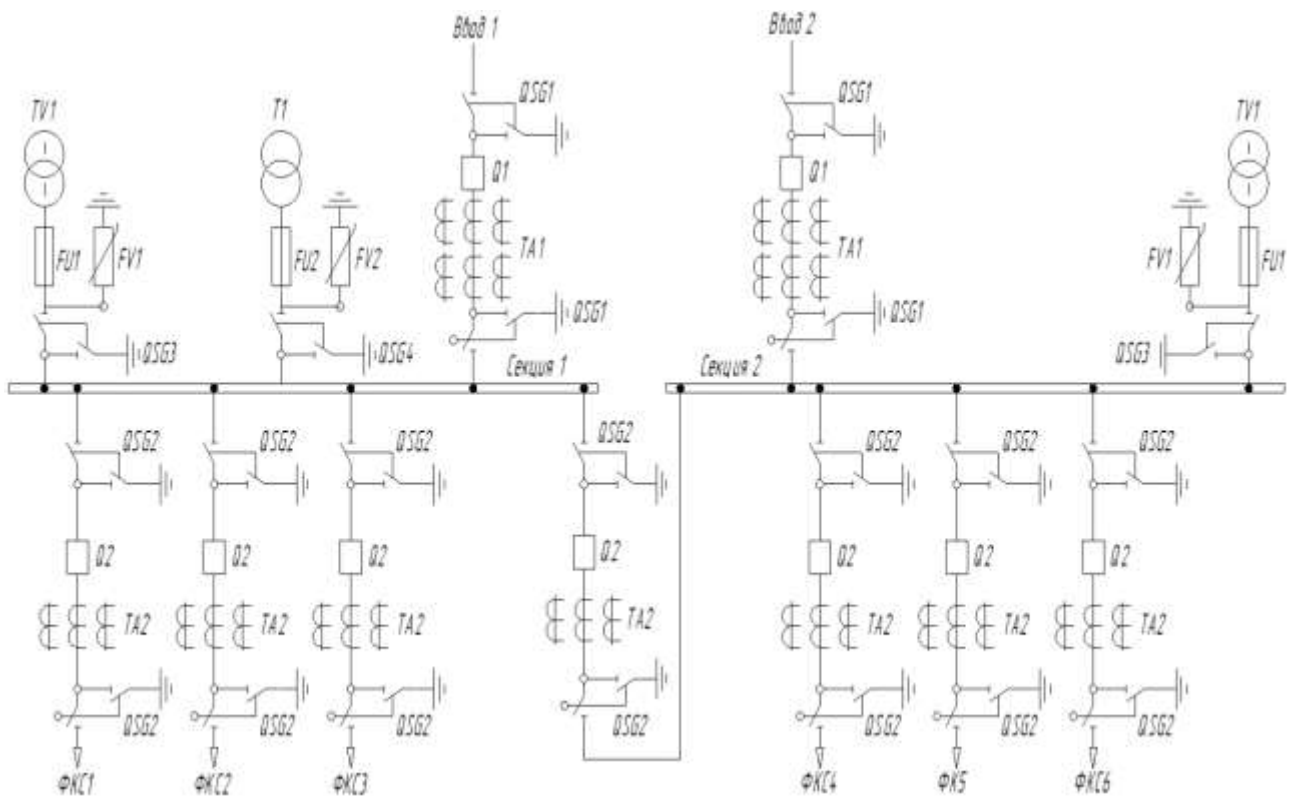 Ввод 1
Ввод 2
QSG1
QSG1
TV1
T1
TV1
Q1
Q1
FU1
FV1
FU2
FV2
TA1
TA1
FV1
FU1
QSG1
QSG1
QSG3
QSG4
QSG3
Секция 1
Секция 2
QSG2
QSG2
QSG2
QSG2
QSG2
QSG2
QSG2
Q2
Q2
Q2
Q2
Q2
Q2
Q2
TA2
TA2
TA2
TA2
TA2
TA2
TA2
QSG2
QSG2
QSG2
QSG2
QSG2
QSG2
QSG2
ФКС1
ФКС2
ФКС3
ФКС4
ФК5
ФКС6